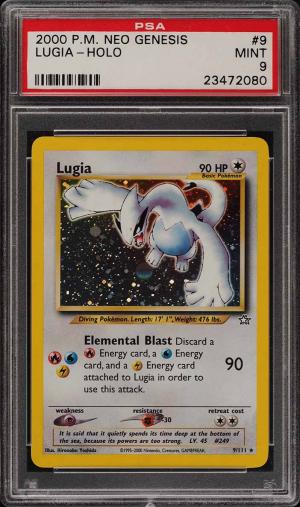 PSA
2000 P.M. NEO GENESIS #9
LUGIA - HOLO MINT
9
23472080
Lugia 90 HP
Basic Pokémon
Diving Pokémon. Length: 17' 1", Weight: 476 lbs.
Elemental Blast Discard a
Energy card, a Energy
card, and a Energy card
attached to Lugia in order to
use this attack.
90
weakness resistance retreat cost
-30
It is said that it quietly spends its time deep at the bottom of
the sea, because its powers are too strong. LV. 45 #249
Illus. Hironobu Yoshida ©1995-2000 Nintendo, Creatures, GAMEFREAK. 9/111 ★